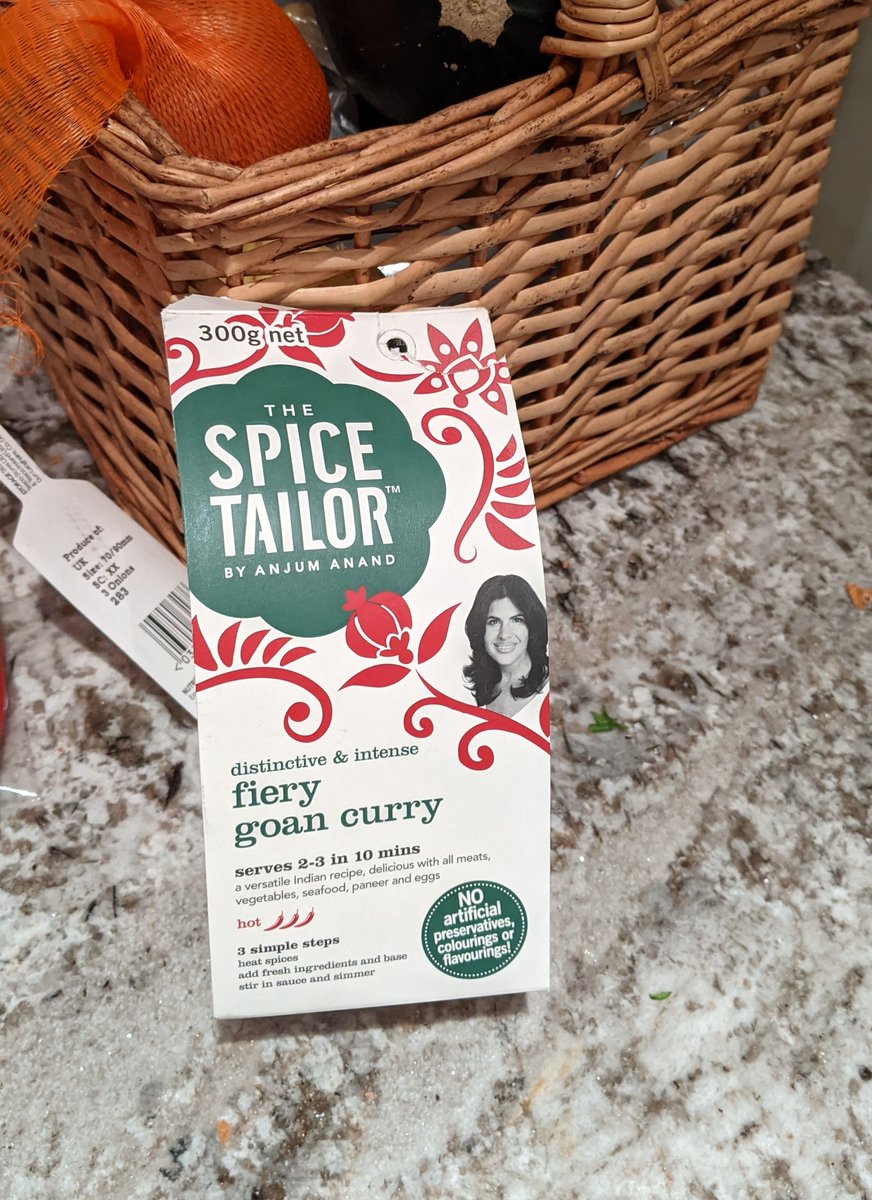 300g net
THE
SPICE
TAILOR™
BY ANJUM ANAND
distinctive & intense
fiery
goan curry
serves 2-3 in 10 mins
a versatile Indian recipe, delicious with all meats,
vegetables, seafood, paneer and eggs
hot
3 simple steps
heat spices
add fresh ingredients and base
stir in sauce and simmer
NO
artificial
preservatives,
colourings or
flavourings!
Produce of:
UK
Size: 70/90mm
SC: XX
3 Onions
283